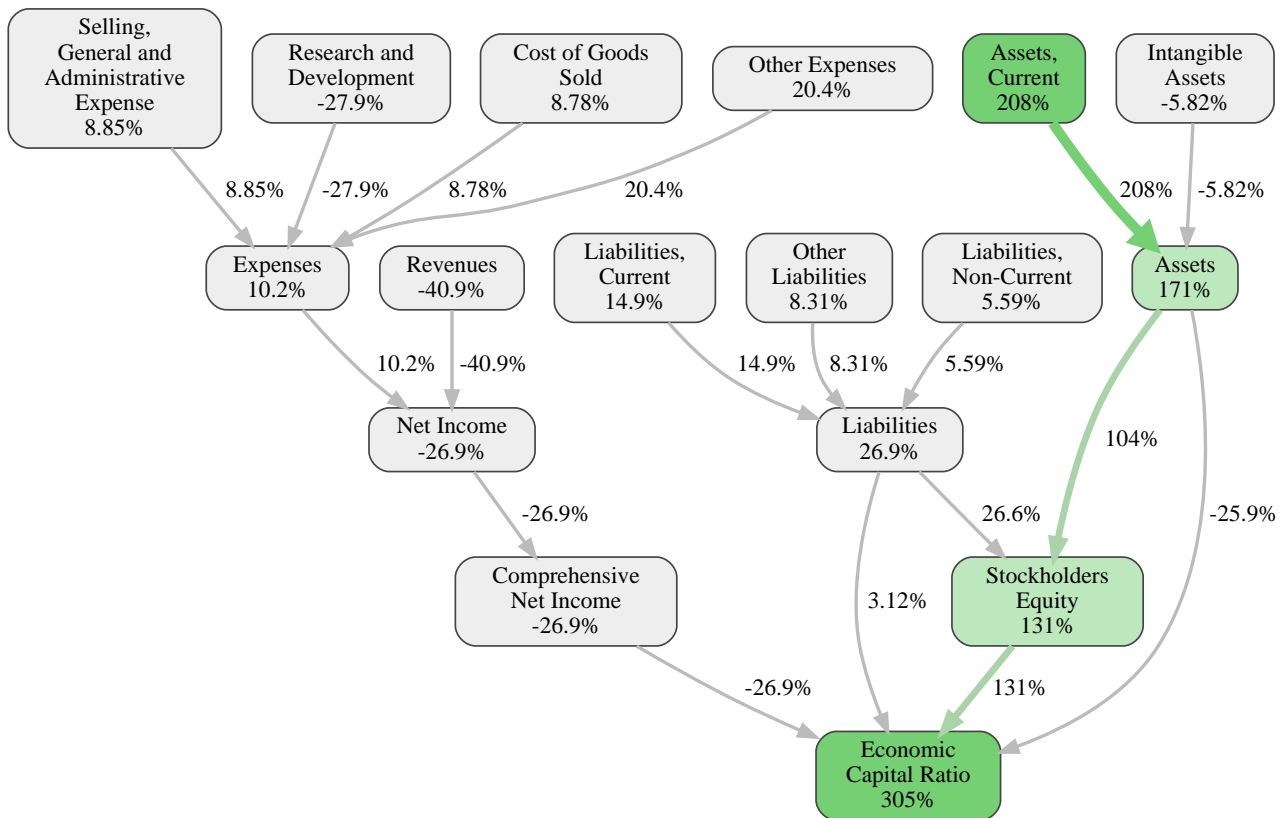 Selling,
General and
Administrative
Expense
8.85%
Research and
Development
-27.9%
Cost of Goods
Sold
8.78%
Other Expenses
20.4%
Assets,
Current
208%
Intangible
Assets
-5.82%
8.85%
-27.9%
8.78%
20.4%
208%
-5.82%
Expenses
10.2%
Revenues
-40.9%
Liabilities,
Current
14.9%
Other
Liabilities
8.31%
Liabilities,
Non-Current
5.59%
Assets
171%
10.2%
-40.9%
14.9%
8.31%
5.59%
104%
-25.9%
Net Income
-26.9%
Liabilities
26.9%
-26.9%
26.6%
3.12%
Comprehensive
Net Income
-26.9%
Stockholders
Equity
131%
-26.9%
131%
Economic
Capital Ratio
305%